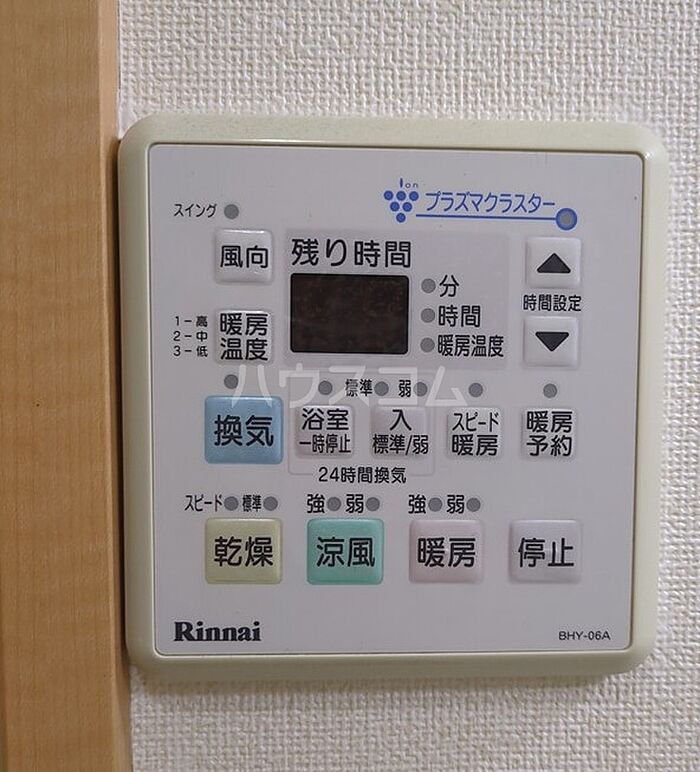 ion
プラズマクラスター
スイング
風向
残り時間
分
時間
暖房温度
時間設定
1-高
2-中
3-低
暖房
温度
ハウスコム
標準 弱
換気
浴室
一時停止
入
標準/弱
スピード
暖房
暖房
予約
24時間換気
スピード 標準
強 弱
強 弱
乾燥
涼風
暖房
停止
Rinnai
BHY-06A